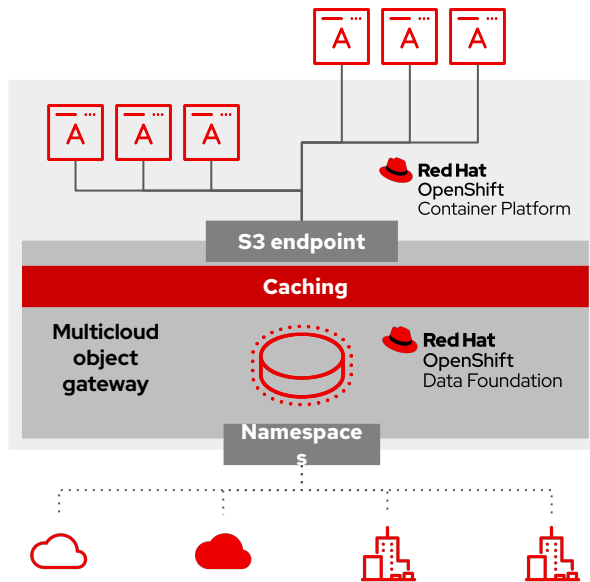 A A A
A A A
Red Hat
OpenShift
Container Platform
S3 endpoint
Caching
Multicloud
object
gateway
Red Hat
OpenShift
Data Foundation
Namespace
s